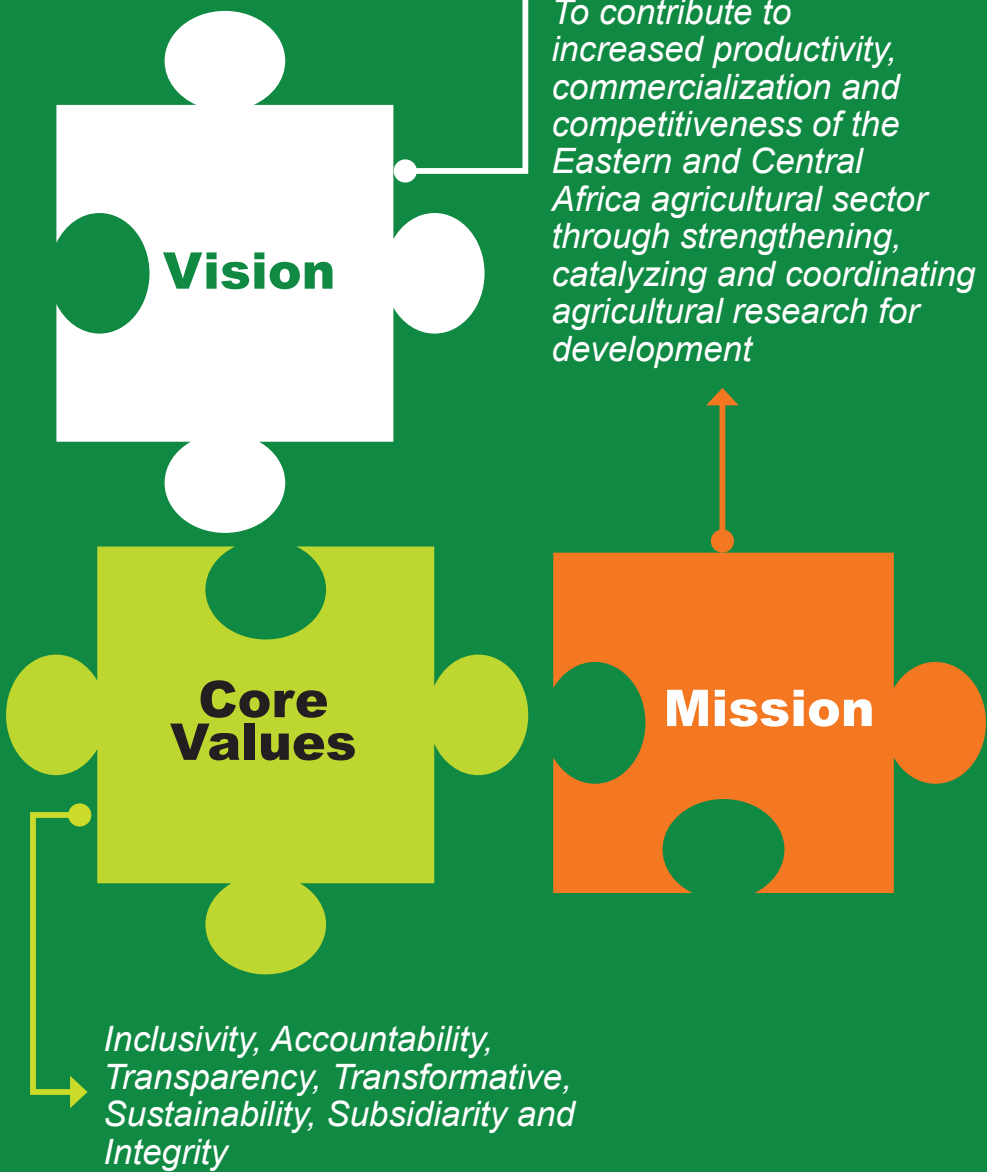 To contribute to
increased productivity,
commercialization and
competitiveness of the
Eastern and Central
Africa agricultural sector
through strengthening,
catalyzing and coordinating
agricultural research for
development
Vision
Core
Values
Mission
Inclusivity, Accountability,
Transparency, Transformative,
Sustainability, Subsidiarity and
Integrity